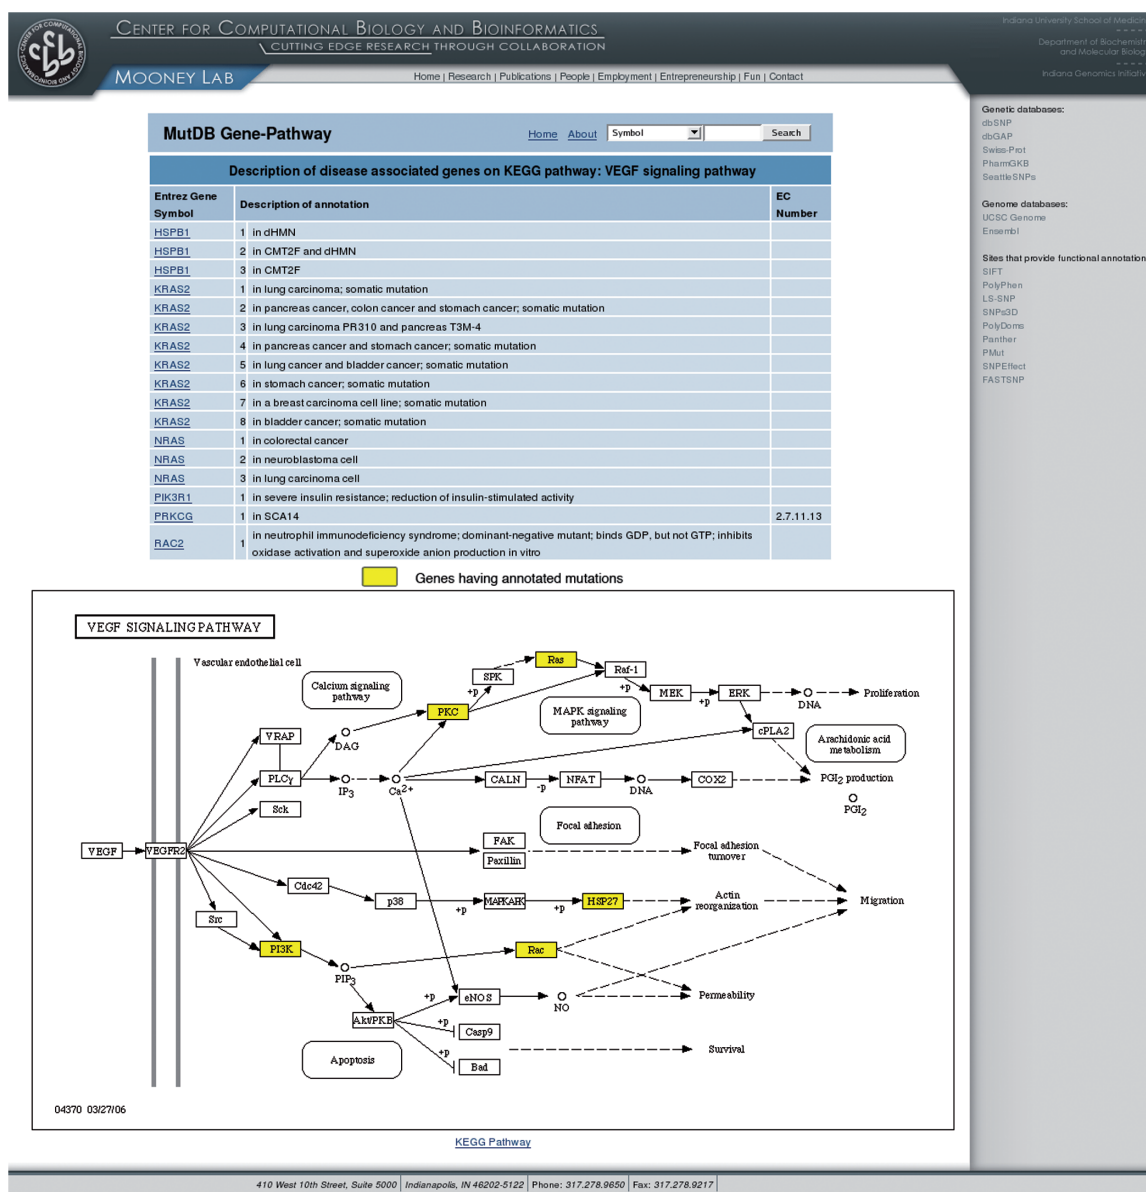 CENTER FOR COMPUTATIONAL BIOLOGY AND BIOINFORMATICS
CUTTING EDGE RESEARCH THROUGH COLLABORATION
MOONEY LAB
Home | Research | Publications | People | Employment | Entrepreneurship | Fun | Contact
Indiana University School of Medicin
Department of Biochemistr
and Molecular Biolog
Indiana Genomics Initiativ
MutDB Gene-Pathway
Home About Symbol Search
Description of disease associated genes on KEGG pathway: VEGF signaling pathway
Entrez Gene Symbol Description of annotation EC Number
HSPB1 1 in dHMN
HSPB1 2 in CMT2F and dHMN
HSPB1 3 in CMT2F
KRAS2 1 in lung carcinoma; somatic mutation
KRAS2 2 in pancreas cancer, colon cancer and stomach cancer; somatic mutation
KRAS2 3 in lung carcinoma PR310 and pancreas T3M-4
KRAS2 4 in pancreas cancer and stomach cancer; somatic mutation
KRAS2 5 in lung cancer and bladder cancer; somatic mutation
KRAS2 6 in stomach cancer; somatic mutation
KRAS2 7 in a breast carcinoma cell line; somatic mutation
KRAS2 8 in bladder cancer; somatic mutation
NRAS 1 in colorectal cancer
NRAS 2 in neuroblastoma cell
NRAS 3 in lung carcinoma cell
PIK3R1 1 in severe insulin resistance; reduction of insulin-stimulated activity
PRKCG 1 in SCA14 2.7.11.13
RAC2 1 in neutrophil immunodeficiency syndrome; dominant-negative mutant; binds GDP, but not GTP; inhibits
oxidase activation and superoxide anion production in vitro
Genetic databases:
dbSNP
dbGAP
Swiss-Prot
PharmGKB
SeattleSNPs
Genome databases:
UCSC Genome
Ensembl
Sites that provide functional annotation
SIFT
PolyPhen
LS-SNP
SNPs3D
PolyDoms
Panther
PMut
SNPEffect
FASTSNP
Genes having annotated mutations
VEGF SIGNALING PATHWAY
Vascular endothelial cell
Calcium signaling
pathway
SPK
+p
Ras
Raf-1
+p
MEK
+p
ERK
DNA
Proliferation
PKC
MAPK signaling
pathway
cPLA2
Arachidonic acid
metabolism
VRAP
DAG
PLCγ
IP3
Ca2+
CALN
-p
NFAT
DNA
COX2
PGI2 production
PGI2
Sck
Focal adhesion
VEGF
VEGFR2
FAK
Paxillin
Focal adhesion
turnover
Cdc42
p38
+p
MAPKAPK
+p
HSP27
Actin
reorganization
Migration
Src
PI3K
PIP3
Rac
+p
eNOS
NO
Permeability
Akt/PKB
+p
Casp9
+p
Bad
Survival
Apoptosis
04370 03/27/06
KEGG Pathway
410 West 10th Street, Suite 5000 | Indianapolis, IN 46202-5122 | Phone: 317.278.9650 | Fax: 317.278.9217 |